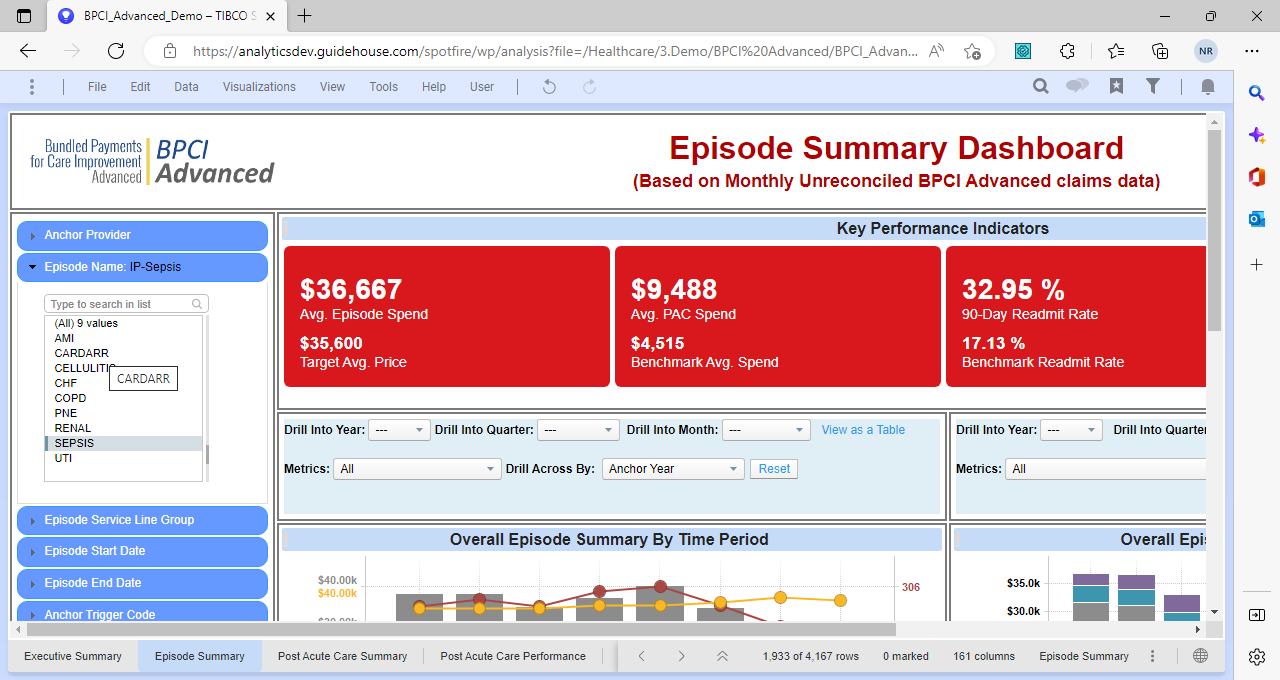 BPCI_Advanced_Demo – TIBCO S
https://analyticsdev.guidehouse.com/spotfire/wp/analysis?file=/Healthcare/3.Demo/BPCI%20Advanced/BPCI_Advan...
NR
File Edit Data Visualizations View Tools Help User
Bundled Payments
for Care Improvement
Advanced
BPCI
Advanced
Episode Summary Dashboard
(Based on Monthly Unreconciled BPCI Advanced claims data)
Anchor Provider
Episode Name: IP-Sepsis
Type to search in list
(All) 9 values
AMI
CARDARR
CELLULITIS
CARDARR
CHF
COPD
PNE
RENAL
SEPSIS
UTI
Episode Service Line Group
Episode Start Date
Episode End Date
Anchor Trigger Code
Key Performance Indicators
$36,667
Avg. Episode Spend
$35,600
Target Avg. Price
$9,488
Avg. PAC Spend
$4,515
Benchmark Avg. Spend
32.95 %
90-Day Readmit Rate
17.13 %
Benchmark Readmit Rate
Drill Into Year: --- Drill Into Quarter: --- Drill Into Month: --- View as a Table
Metrics: All Drill Across By: Anchor Year Reset
Drill Into Year: --- Drill Into Quarter
Metrics: All
Overall Episode Summary By Time Period
$40.00k
$40.00k
306
Overall Epis
$35.0k
$30.0k
Executive Summary Episode Summary Post Acute Care Summary Post Acute Care Performance 1,933 of 4,167 rows 0 marked 161 columns Episode Summary